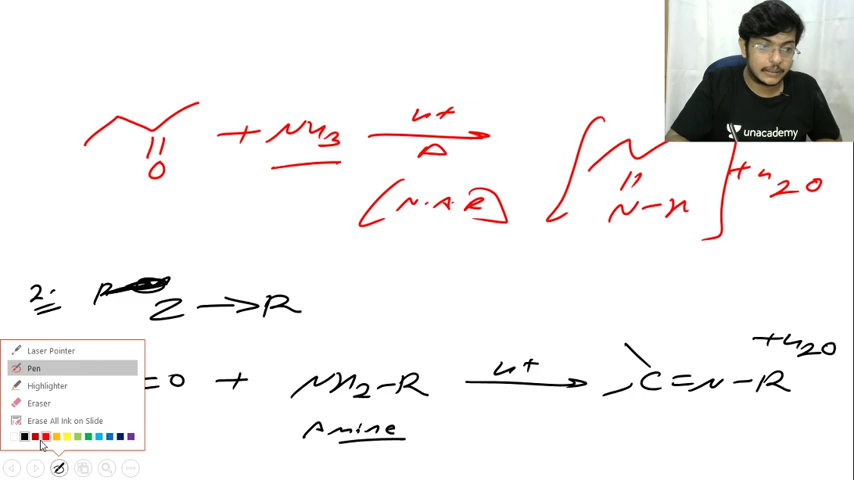 unacademy
+ NH3 H+ Δ + H2O
O
[N.A.R] N-H
2: Z → R
=O + NH2-R H+ C=N-R + H2O
Amine
Laser Pointer
Pen
Highlighter
Eraser
Erase All Ink on Slide